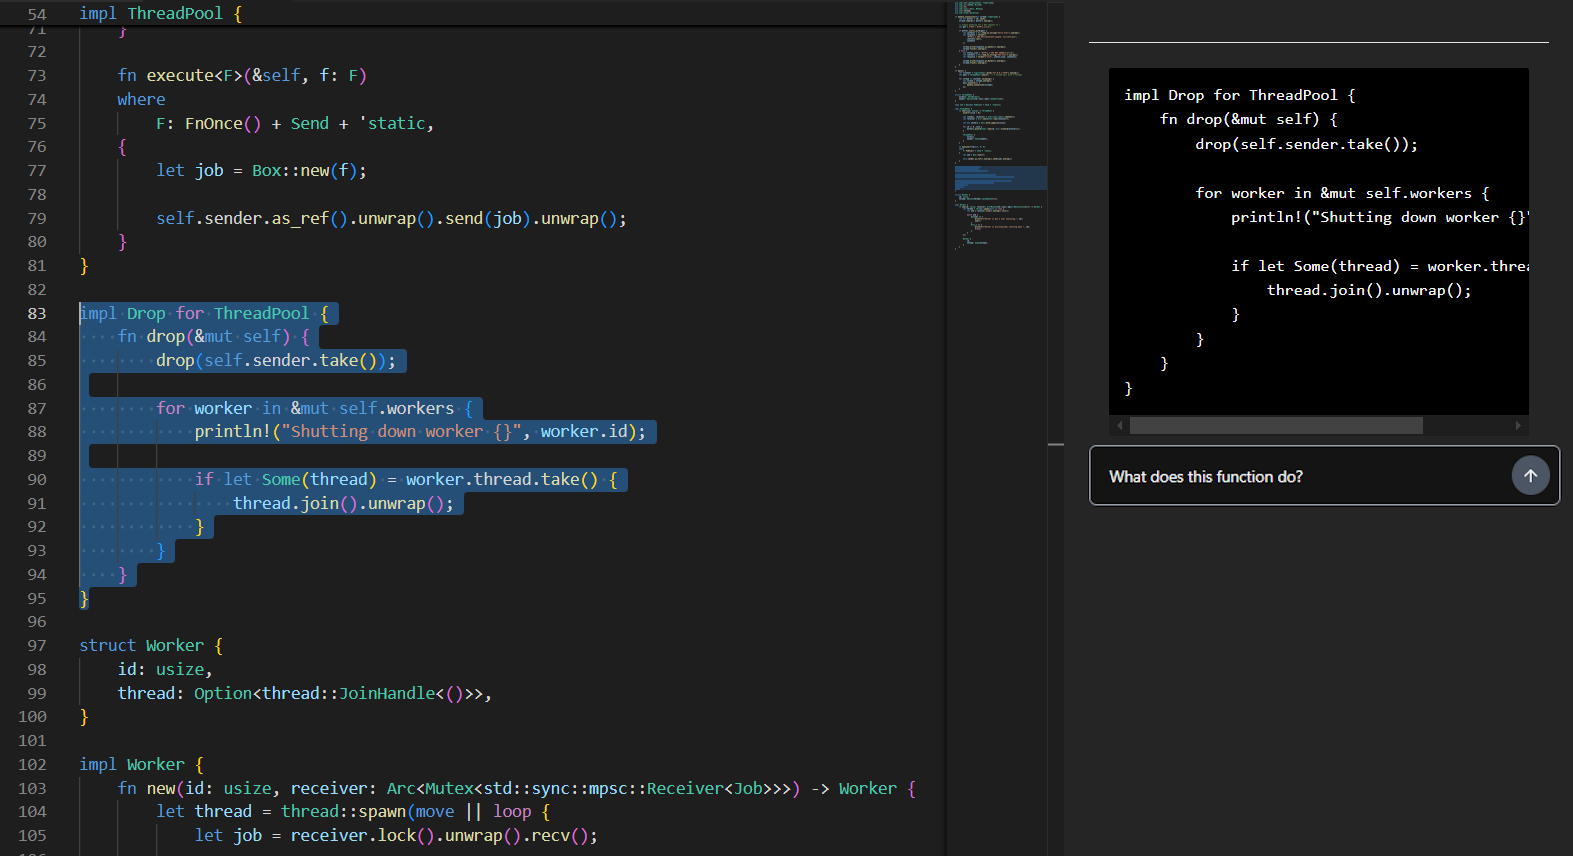 54 impl ThreadPool {
71 }
72
73 fn execute<F>(&self, f: F)
74 where
75 F: FnOnce() + Send + 'static,
76 {
77 let job = Box::new(f);
78
79 self.sender.as_ref().unwrap().send(job).unwrap();
80 }
81 }
82
83 impl Drop for ThreadPool {
84 fn drop(&mut self) {
85 drop(self.sender.take());
86
87 for worker in &mut self.workers {
88 println!("Shutting down worker {}", worker.id);
89
90 if let Some(thread) = worker.thread.take() {
91 thread.join().unwrap();
92 }
93 }
94 }
95 }
96
97 struct Worker {
98 id: usize,
99 thread: Option<thread::JoinHandle<()>>,
100 }
101
102 impl Worker {
103 fn new(id: usize, receiver: Arc<Mutex<std::sync::mpsc::Receiver<Job>>>) -> Worker {
104 let thread = thread::spawn(move || loop {
105 let job = receiver.lock().unwrap().recv();
impl Drop for ThreadPool {
fn drop(&mut self) {
drop(self.sender.take());
for worker in &mut self.workers {
println!("Shutting down worker {}"
if let Some(thread) = worker.threa
thread.join().unwrap();
}
}
}
}
What does this function do?